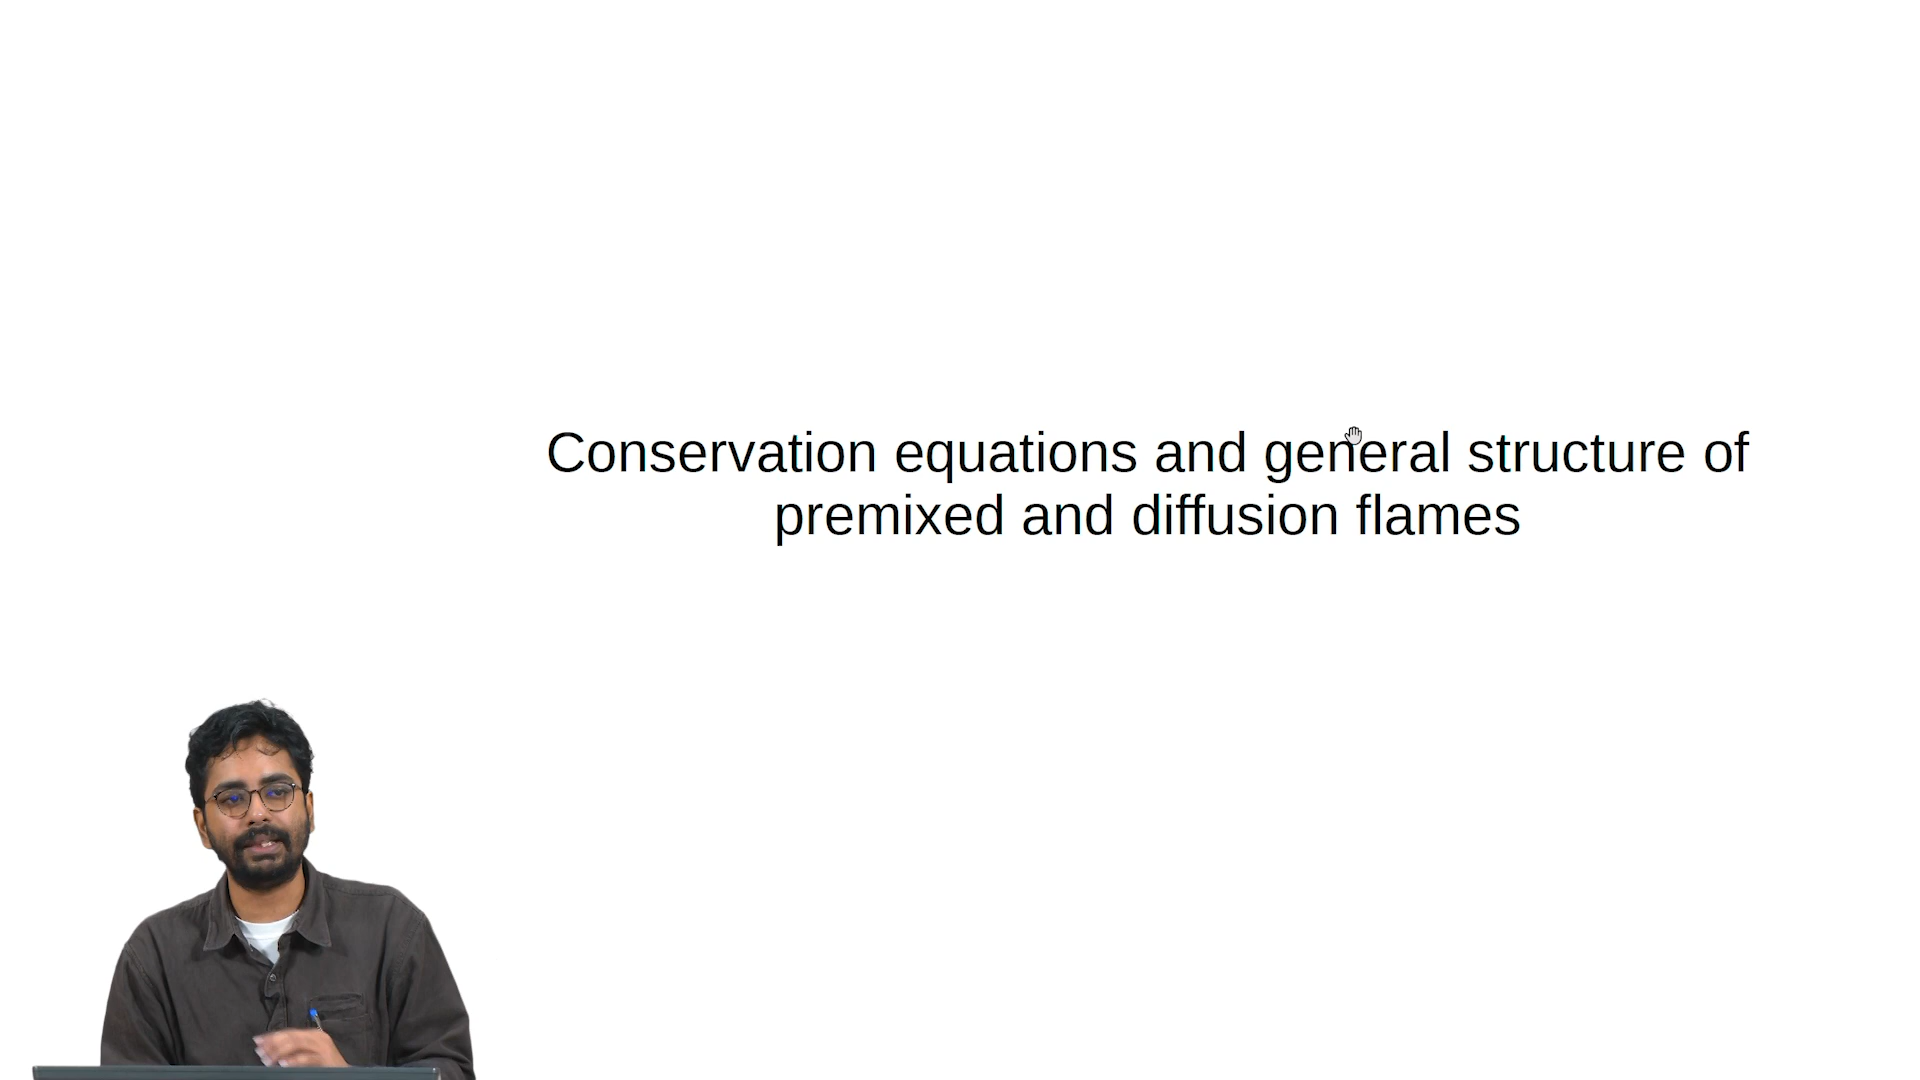 Conservation equations and general structure of
premixed and diffusion flames